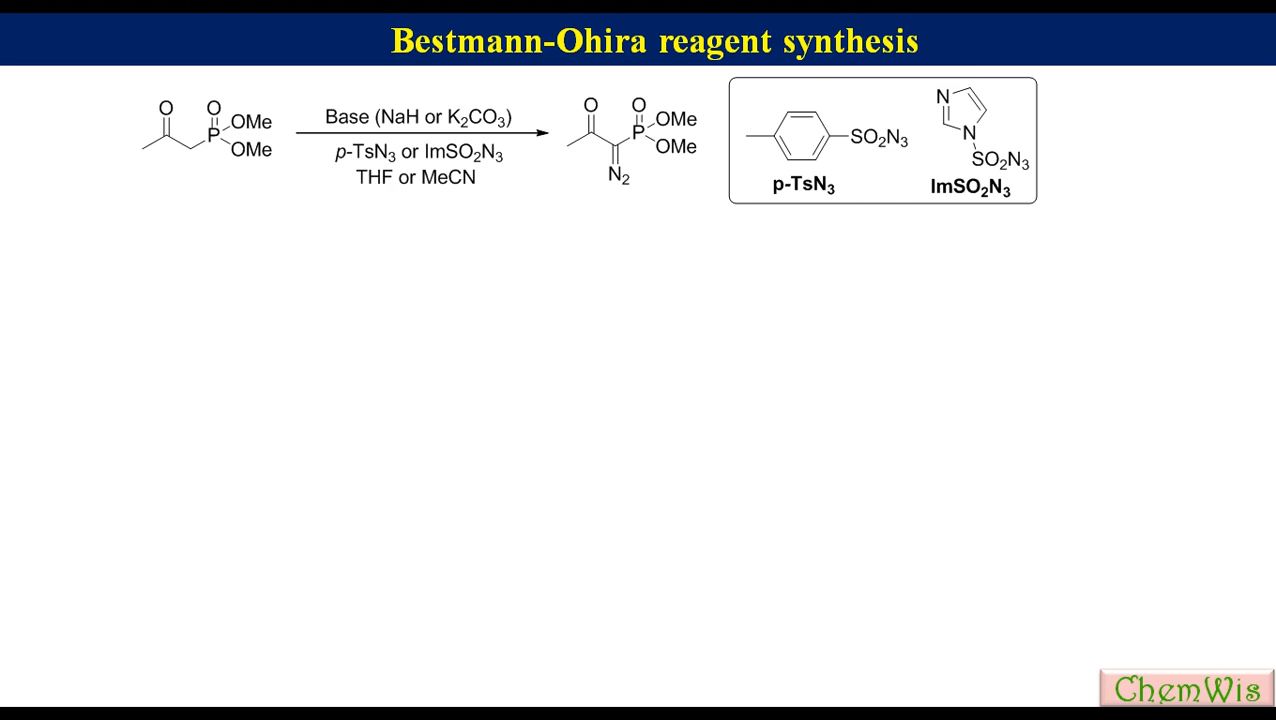 Bestmann-Ohira reagent synthesis
O O OMe P OMe
Base (NaH or K₂CO₃)
p-TsN₃ or ImSO₂N₃
THF or MeCN
O O OMe P OMe N₂
SO₂N₃
p-TsN₃
N N SO₂N₃
ImSO₂N₃
ChemWis